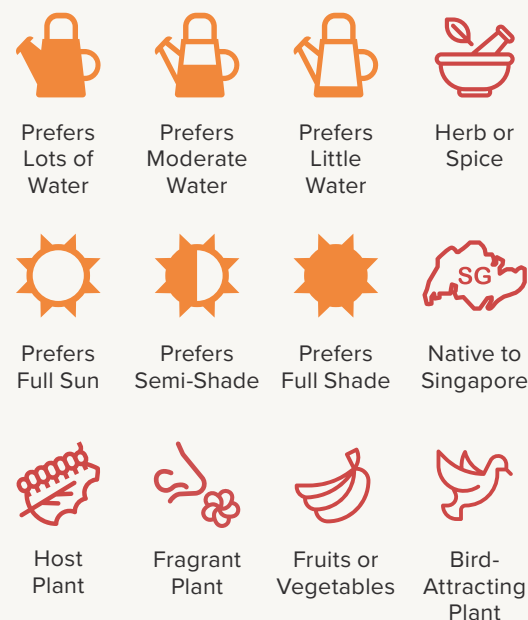 Prefers
Lots of
Water
Prefers
Moderate
Water
Prefers
Little
Water
Herb or
Spice
Prefers
Full Sun
Prefers
Semi-Shade
Prefers
Full Shade
SG
Native to
Singapore
Host
Plant
Fragrant
Plant
Fruits or
Vegetables
Bird-
Attracting
Plant